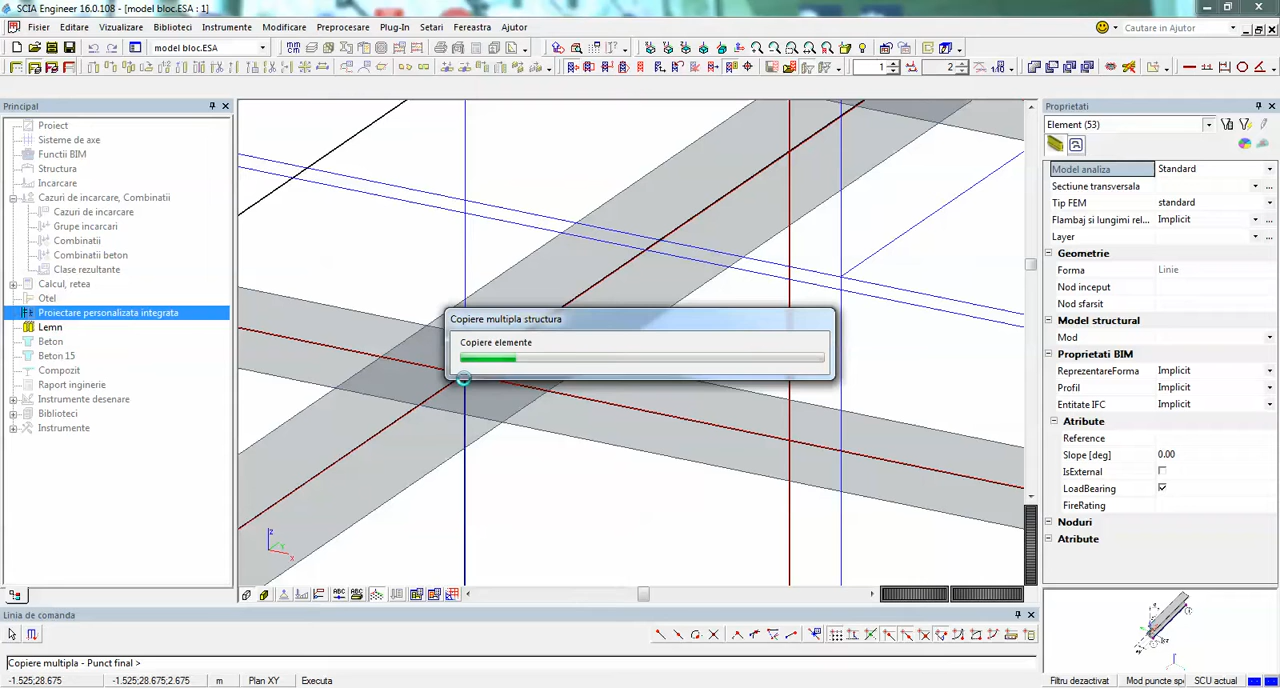 SCIA Engineer 16.0.108 - [model bloc.ESA : 1]
Fisier Editare Vizualizare Biblioteci Instrumente Modificare Preprocesare Plug-In Setari Fereastra Ajutor
Cautare in Ajutor
model bloc.ESA
1 2
Principal
Proiect
Sisteme de axe
Functii BIM
Structura
Incarcare
Cazuri de incarcare, Combinatii
Cazuri de incarcare
Grupe incarcari
Combinatii
Combinatii beton
Clase rezultante
Calcul, retea
Otel
Proiectare personalizata integrata
Lemn
Beton
Beton 15
Compozit
Raport inginerie
Instrumente desenare
Biblioteci
Instrumente
Copiere multipla structura
Copiere elemente
z
x
Proprietati
Element (53)
Model analiza Standard
Sectiune transversala
Tip FEM standard
Flambaj si lungimi rel... Implicit
Layer
Geometrie
Forma Linie
Nod inceput
Nod sfarsit
Model structural
Mod
Proprietati BIM
ReprezentareForma Implicit
Profil Implicit
Entitate IFC Implicit
Atribute
Reference
Slope [deg] 0.00
IsExternal
LoadBearing
FireRating
Noduri
Atribute
Linia de comanda
Copiere multipla - Punct final >
-1.525;28.675 -1.525;28.675;2.675 m Plan XY Executa Filtru dezactivat Mod puncte spe SCU actual